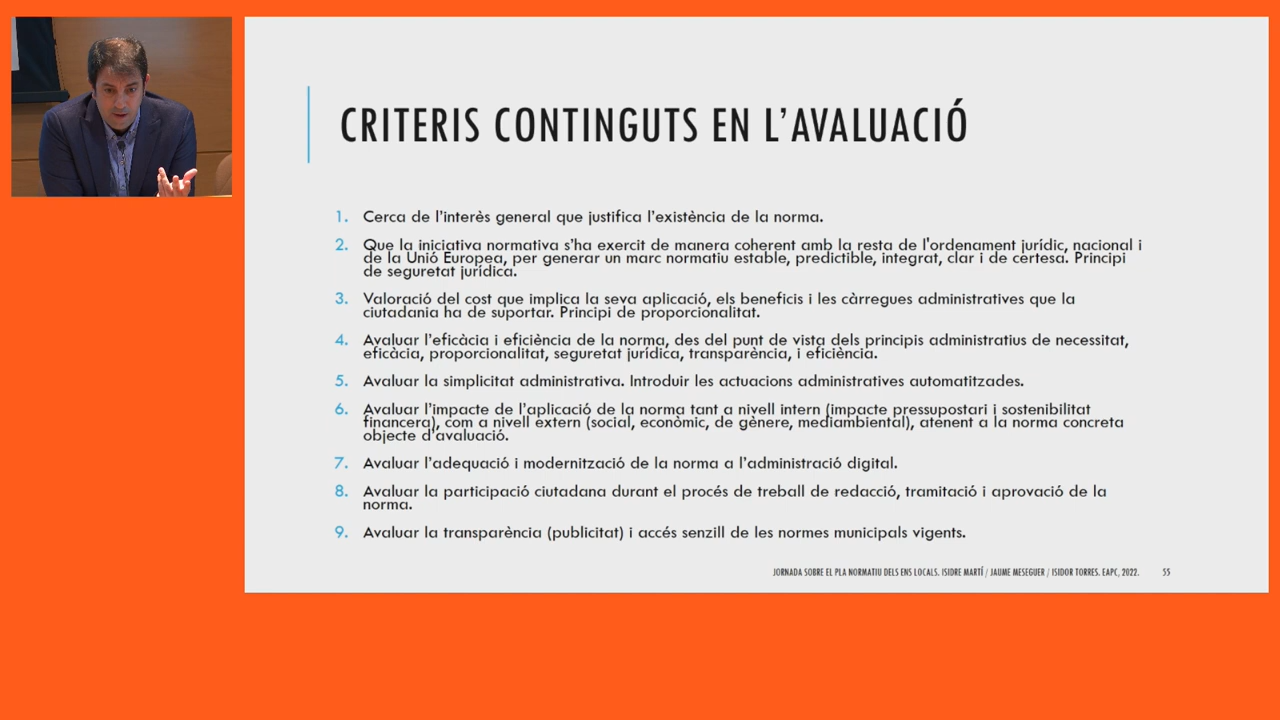 CRITERIS CONTINGUTS EN L'AVALUACIÓ
1. Cerca de l'interès general que justifica l'existència de la norma.
2. Que la iniciativa normativa s'ha exercit de manera coherent amb la resta de l'ordenament jurídic, nacional i
de la Unió Europea, per generar un marc normatiu estable, predictible, integrat, clar i de certesa. Principi
de seguretat jurídica.
3. Valoració del cost que implica la seva aplicació, els beneficis i les càrregues administratives que la
ciutadania ha de suportar. Principi de proporcionalitat.
4. Avaluar l'eficàcia i eficiència de la norma, des del punt de vista dels principis administratius de necessitat,
eficàcia, proporcionalitat, seguretat jurídica, transparència, i eficiència.
5. Avaluar la simplicitat administrativa. Introduir les actuacions administratives automatitzades.
6. Avaluar l'impacte de l'aplicació de la norma tant a nivell intern (impacte pressupostari i sostenibilitat
financera), com a nivell extern (social, econòmic, de gènere, mediambiental), atenent a la norma concreta
objecte d'avaluació.
7. Avaluar l'adequació i modernització de la norma a l'administració digital.
8. Avaluar la participació ciutadana durant el procés de treball de redacció, tramitació i aprovació de la
norma.
9. Avaluar la transparència (publicitat) i accés senzill de les normes municipals vigents.
JORNADA SOBRE EL PLA NORMATIU DELS ENS LOCALS. ISIDRE MARTÍ / JAUME MESEGUER / ISIDOR TORRES. EAPC, 2022. 55